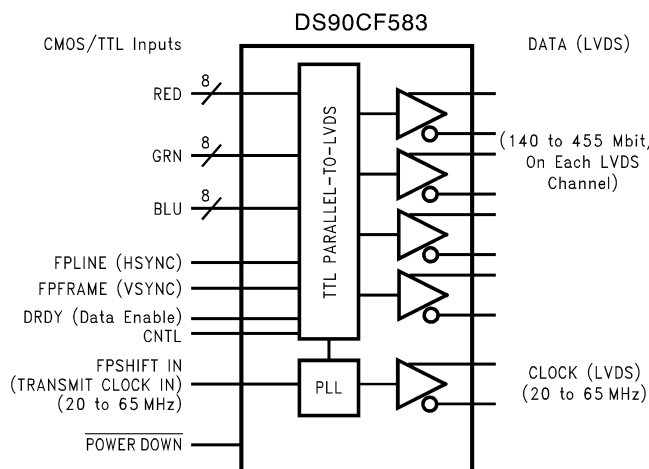 DS90CF583
CMOS/TTL Inputs
DATA (LVDS)
8
RED
8
GRN
8
BLU
TTL PARALLEL-TO-LVDS
(140 to 455 Mbit/
On Each LVDS
Channel)
FPLINE (HSYNC)
FPFRAME (VSYNC)
DRDY (Data Enable)
CNTL
FPSHIFT IN
(TRANSMIT CLOCK IN)
(20 to 65 MHz)
PLL
CLOCK (LVDS)
(20 to 65 MHz)
POWER DOWN